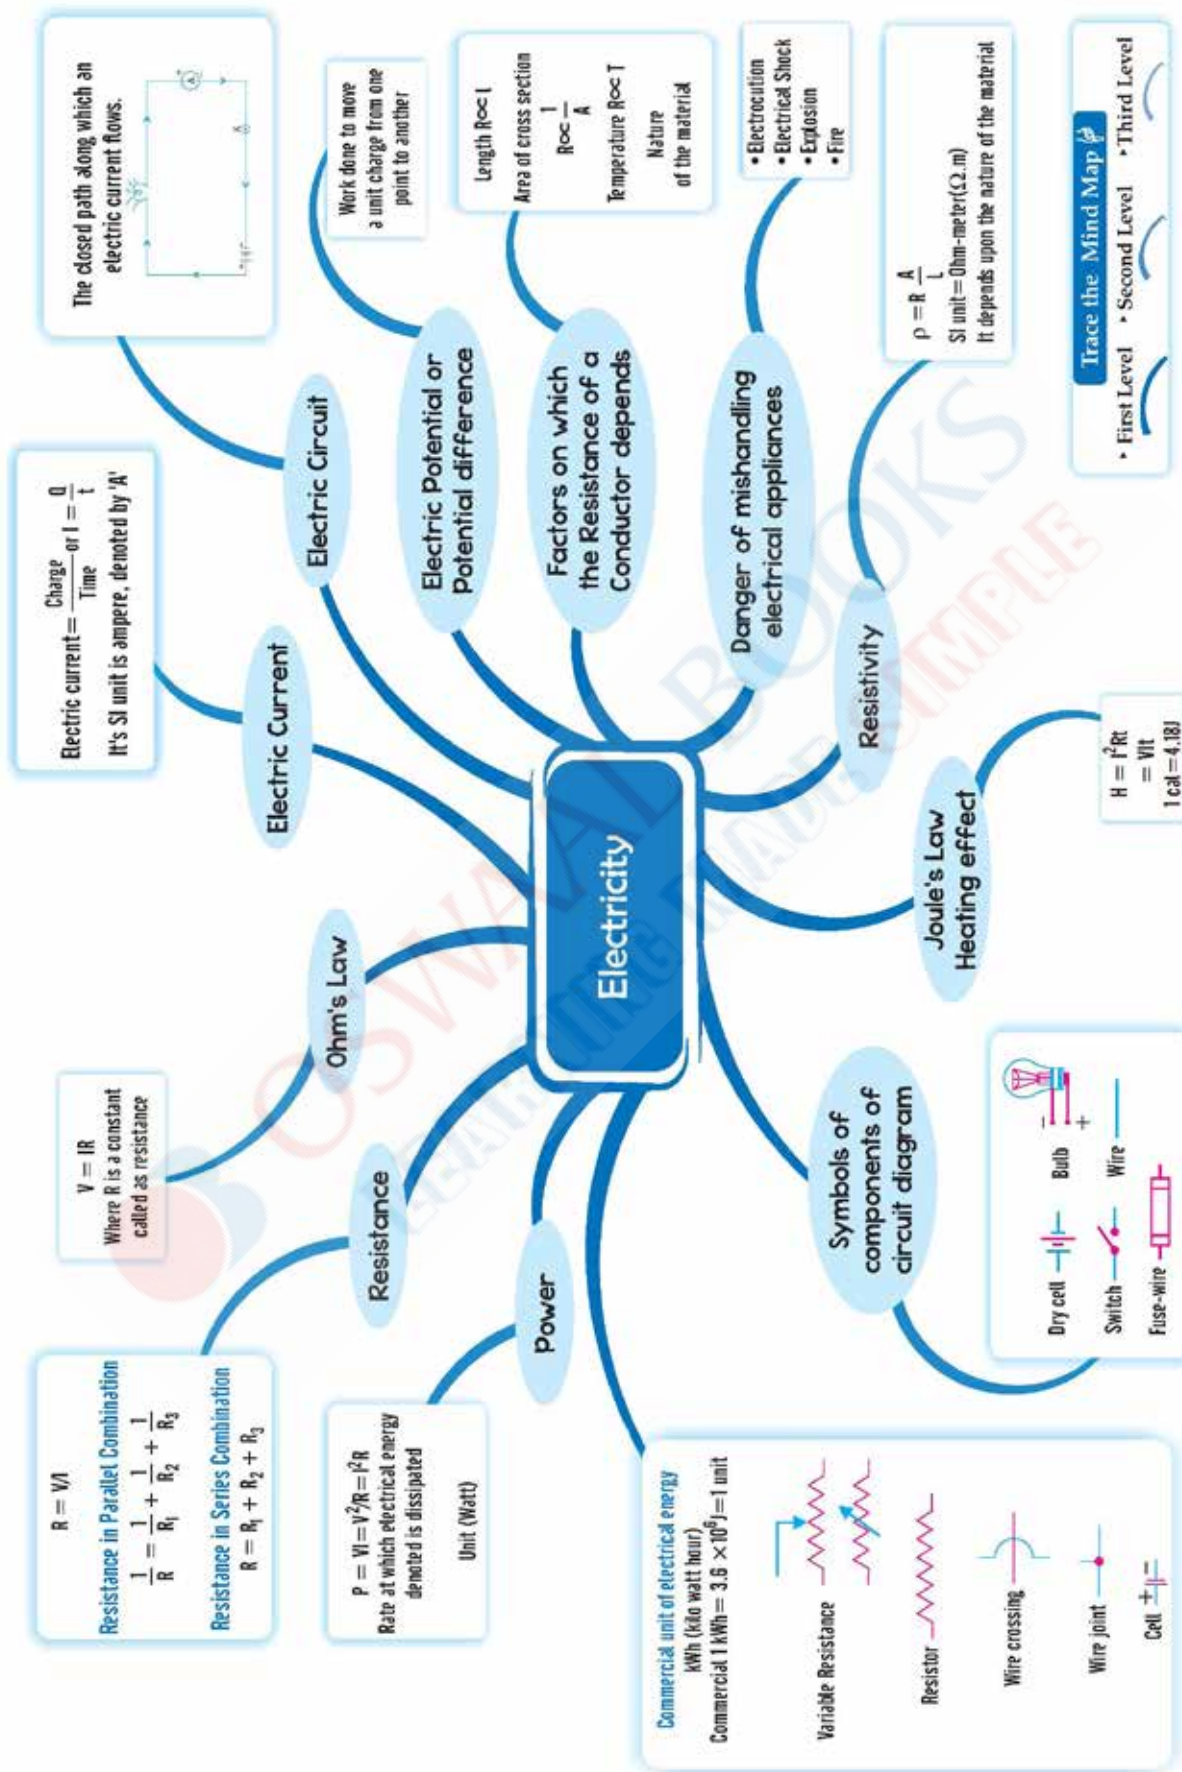 Electricity
Electric Current
Electric current = Charge/Time or I = Q/t
It's SI unit is ampere, denoted by 'A'
Electric Circuit
The closed path along which an
electric current flows.
A
Electric Potential or
Potential difference
Work done to move
a unit charge from one
point to another
Factors on which
the Resistance of a
Conductor depends
Length R∝l
Area of cross section
R∝ 1/A
Temperature R∝T
Nature
of the material
Danger of mishandling
electrical appliances
• Electrocution
• Electrical Shock
• Explosion
• Fire
Resistivity
ρ = R A/L
SI unit = Ohm-meter(Ω.m)
It depends upon the nature of the material
Joule's Law
Heating effect
H = I²Rt
= VIt
1 cal = 4.18J
Symbols of
components of
circuit diagram
Dry cell
Bulb
− +
Switch
Wire
Fuse-wire
Commercial unit of electrical energy
kWh (kilo watt hour)
Commercial 1 kWh = 3.6 ×10⁶J = 1 unit
Variable Resistance
Resistor
Wire crossing
Wire joint
Cell + −
Power
P = VI = V²/R = I²R
Rate at which electrical energy
denoted is dissipated
Unit (Watt)
Resistance
R = V/I
Resistance in Parallel Combination
1/R = 1/R₁ + 1/R₂ + 1/R₃
Resistance in Series Combination
R = R₁ + R₂ + R₃
Ohm's Law
V = IR
Where R is a constant
called as resistance
Trace the Mind Map
▸ First Level ▸ Second Level ▸ Third Level
OSWAAL BOOKS
LEARNING MADE SIMPLE